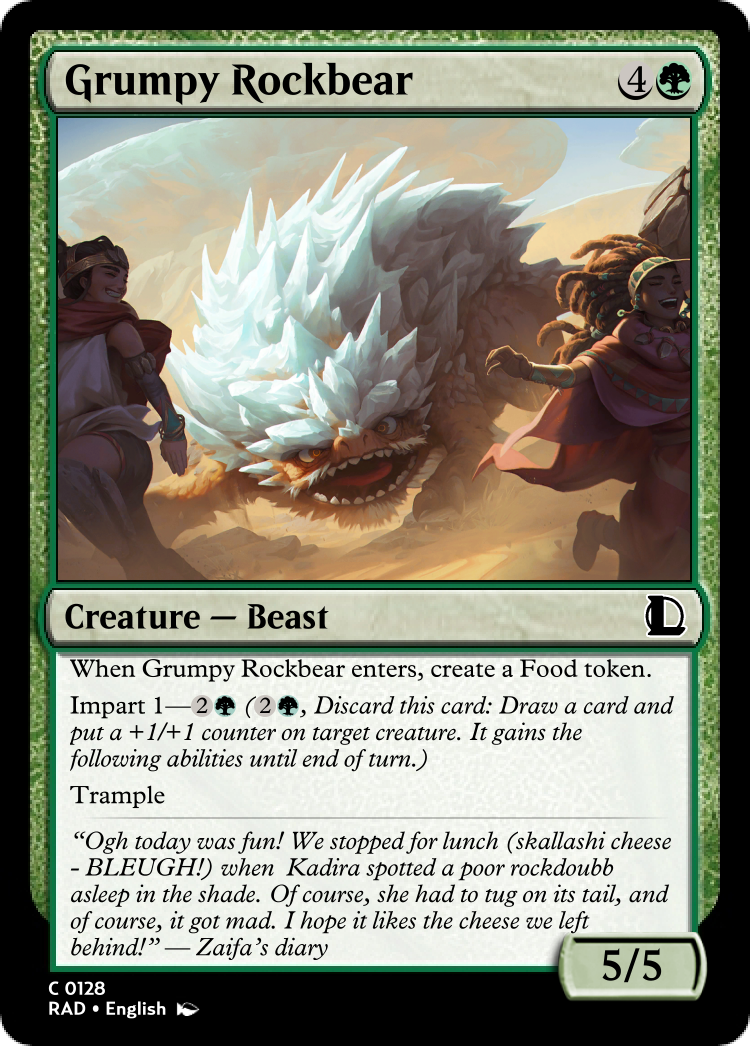 Grumpy Rockbear
4
Creature — Beast
When Grumpy Rockbear enters, create a Food token.
Impart 1—2 (2, Discard this card: Draw a card and
put a +1/+1 counter on target creature. It gains the
following abilities until end of turn.)
Trample
“Ogh today was fun! We stopped for lunch (skallashi cheese
- BLEUGH!) when Kadira spotted a poor rockdoubb
asleep in the shade. Of course, she had to tug on its tail, and
of course, it got mad. I hope it likes the cheese we left
behind!” — Zaifa’s diary
5/5
C 0128
RAD • English